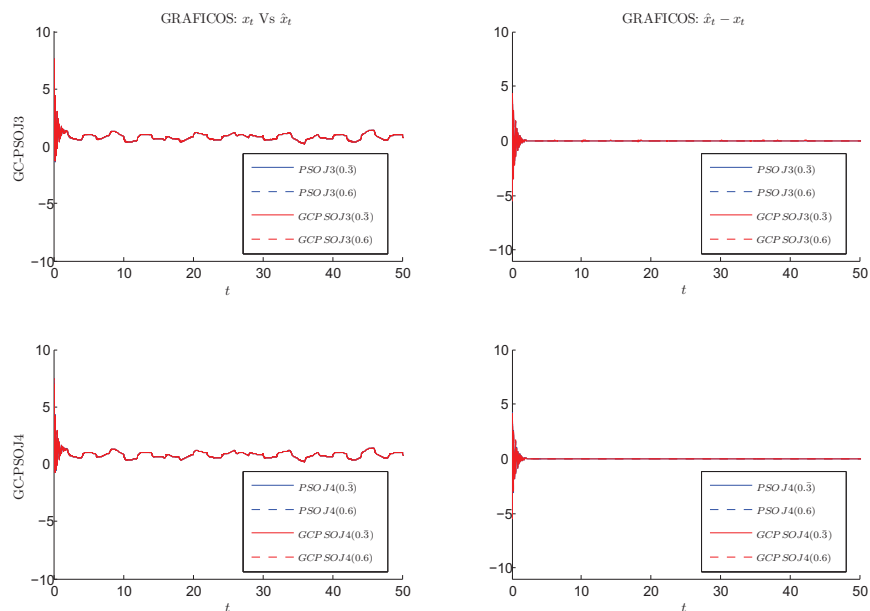 GRAFICOS: x_t Vs x̂_t
GC-PSOJ3
10
5
0
−5
−10
0
10
20
30
40
50
t
PSOJ3(0.3̄)
PSOJ3(0.6)
GCPSOJ3(0.3̄)
GCPSOJ3(0.6)
GRAFICOS: x̂_t − x_t
10
5
0
−5
−10
0
10
20
30
40
50
t
PSOJ3(0.3̄)
PSOJ3(0.6)
GCPSOJ3(0.3̄)
GCPSOJ3(0.6)
GC-PSOJ4
10
5
0
−5
−10
0
10
20
30
40
50
t
PSOJ4(0.3̄)
PSOJ4(0.6)
GCPSOJ4(0.3̄)
GCPSOJ4(0.6)
10
5
0
−5
−10
0
10
20
30
40
50
t
PSOJ4(0.3̄)
PSOJ4(0.6)
GCPSOJ4(0.3̄)
GCPSOJ4(0.6)